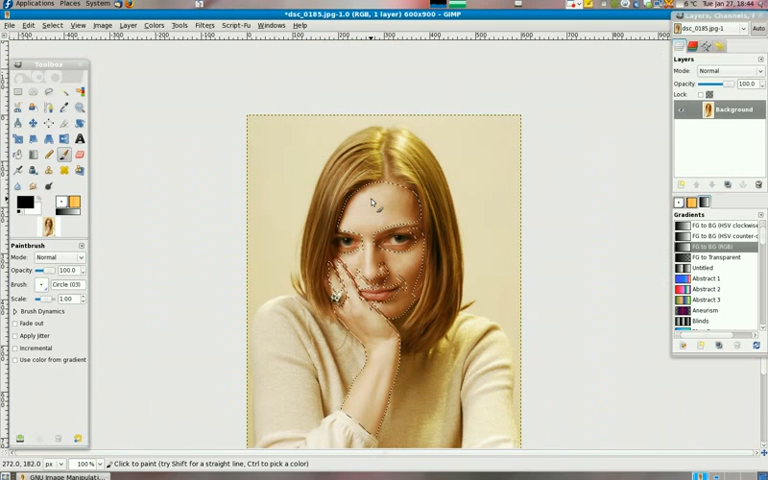 Applications Places System
6 °C Tue Jan 27, 18:44
*dsc_0185.jpg-1.0 (RGB, 1 layer) 600x900 - GIMP
File Edit Select View Image Layer Colors Tools Filters Script-Fu Windows Help
Toolbox
Paintbrush
Mode: Normal
Opacity: 100.0
Brush: Circle (03)
Scale: 1.00
Brush Dynamics
Fade out
Apply Jitter
Incremental
Use color from gradient
Layers, Channels,
dsc_0185.jpg-1 Auto
Layers
Mode: Normal
Opacity: 100.0
Lock:
Background
Gradients
FG to BG (HSV clockwise
FG to BG (HSV counter-c
FG to BG (RGB)
FG to Transparent
Untitled
Abstract 1
Abstract 2
Abstract 3
Aneurism
Blinds
272.0, 182.0 px 100% Click to paint (try Shift for a straight line, Ctrl to pick a color)
GNU Image Manipulati...